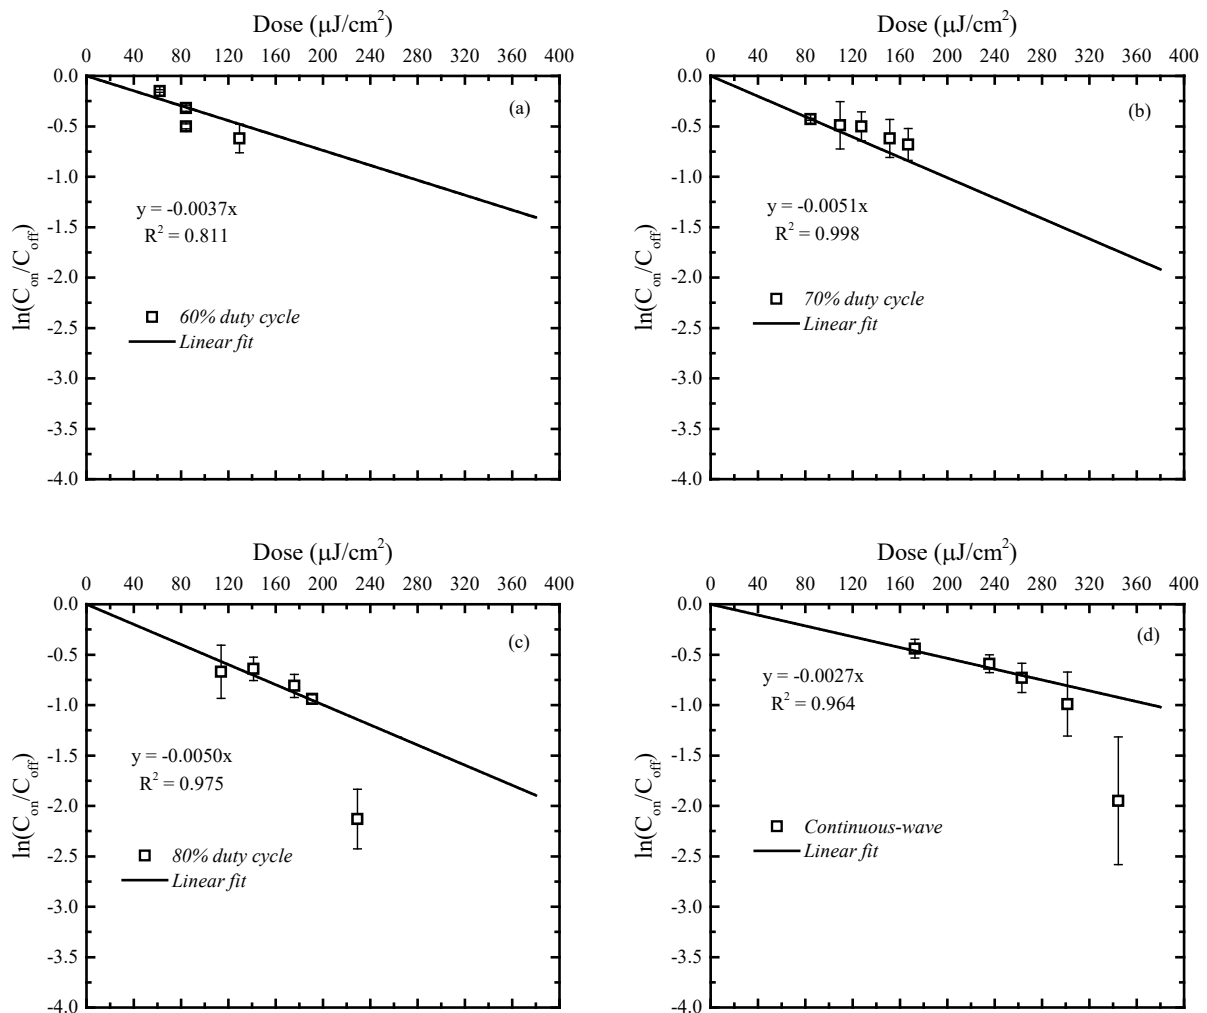 Dose (μJ/cm²)
0 40 80 120 160 200 240 280 320 360 400
0.0
-0.5
-1.0
-1.5
-2.0
-2.5
-3.0
-3.5
-4.0
ln(C_on/C_off)
(a)
y = -0.0037x
R² = 0.811
60% duty cycle
Linear fit
Dose (μJ/cm²)
0 40 80 120 160 200 240 280 320 360 400
0.0
-0.5
-1.0
-1.5
-2.0
-2.5
-3.0
-3.5
-4.0
ln(C_on/C_off)
(b)
y = -0.0051x
R² = 0.998
70% duty cycle
Linear fit
Dose (μJ/cm²)
0 40 80 120 160 200 240 280 320 360 400
0.0
-0.5
-1.0
-1.5
-2.0
-2.5
-3.0
-3.5
-4.0
ln(C_on/C_off)
(c)
y = -0.0050x
R² = 0.975
80% duty cycle
Linear fit
Dose (μJ/cm²)
0 40 80 120 160 200 240 280 320 360 400
0.0
-0.5
-1.0
-1.5
-2.0
-2.5
-3.0
-3.5
-4.0
ln(C_on/C_off)
(d)
y = -0.0027x
R² = 0.964
Continuous-wave
Linear fit